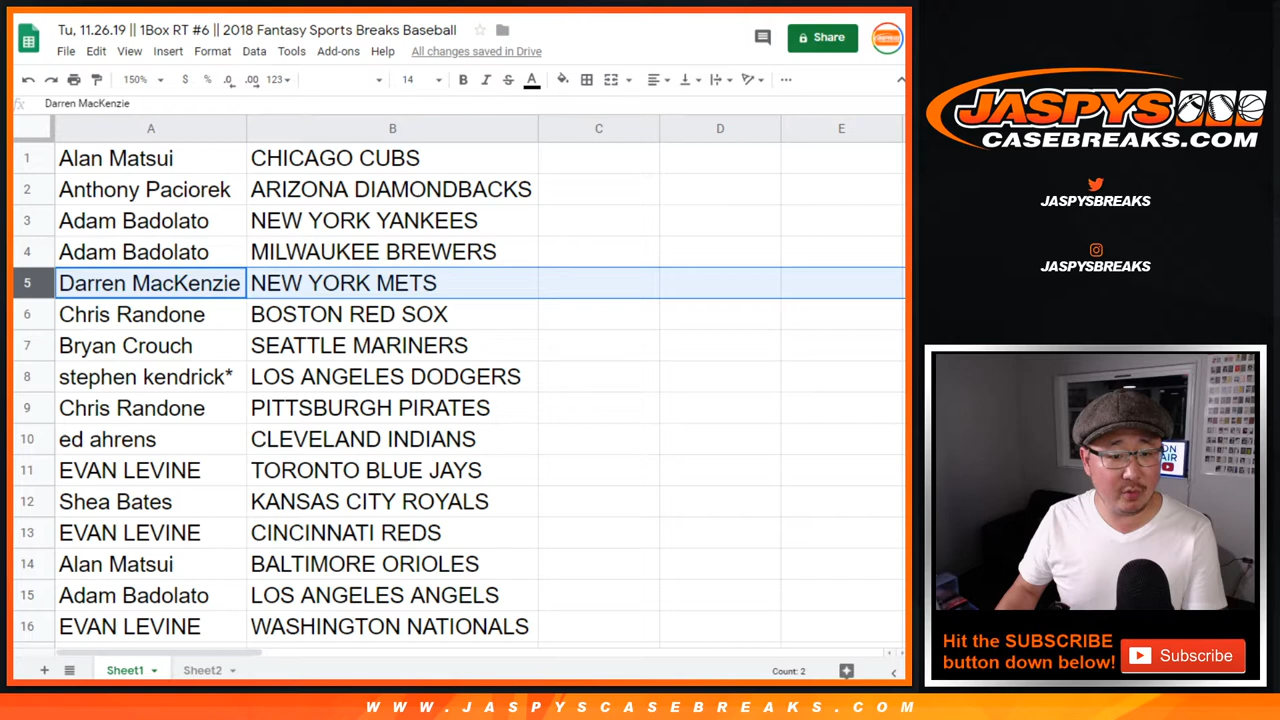 Tu, 11.26.19 || 1Box RT #6 || 2018 Fantasy Sports Breaks Baseball
File Edit View Insert Format Data Tools Add-ons Help All changes saved in Drive
Share
150% $ % .0 .00 123 14 B I S A
fx Darren MacKenzie
A B C D E
1 Alan Matsui CHICAGO CUBS
2 Anthony Paciorek ARIZONA DIAMONDBACKS
3 Adam Badolato NEW YORK YANKEES
4 Adam Badolato MILWAUKEE BREWERS
5 Darren MacKenzie NEW YORK METS
6 Chris Randone BOSTON RED SOX
7 Bryan Crouch SEATTLE MARINERS
8 stephen kendrick* LOS ANGELES DODGERS
9 Chris Randone PITTSBURGH PIRATES
10 ed ahrens CLEVELAND INDIANS
11 EVAN LEVINE TORONTO BLUE JAYS
12 Shea Bates KANSAS CITY ROYALS
13 EVAN LEVINE CINCINNATI REDS
14 Alan Matsui BALTIMORE ORIOLES
15 Adam Badolato LOS ANGELES ANGELS
16 EVAN LEVINE WASHINGTON NATIONALS
Sheet1 Sheet2 Count: 2
JASPYS
CASEBREAKS.COM
JASPYSBREAKS
JASPYSBREAKS
ON
AIR
Hit the SUBSCRIBE
button down below!
Subscribe
WWW.JASPYSCASEBREAKS.COM